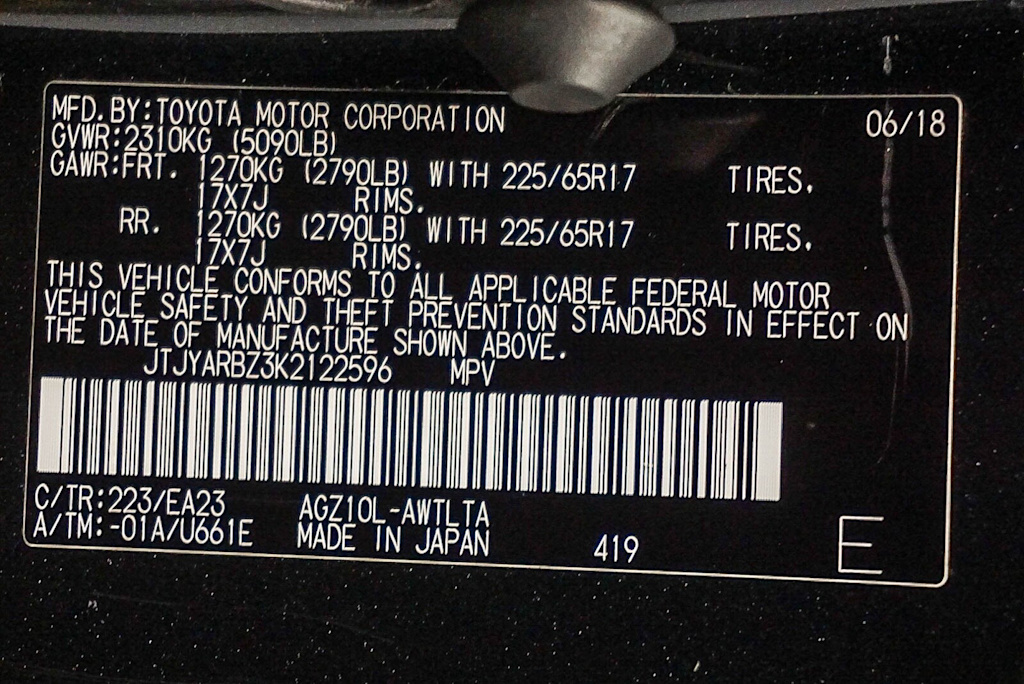 MFD. BY:TOYOTA MOTOR CORPORATION 06/18
GVWR:2310KG (5090LB)
GAWR:FRT. 1270KG (2790LB) WITH 225/65R17 TIRES.
17X7J RIMS.
RR. 1270KG (2790LB) WITH 225/65R17 TIRES.
17X7J RIMS.
THIS VEHICLE CONFORMS TO ALL APPLICABLE FEDERAL MOTOR
VEHICLE SAFETY AND THEFT PREVENTION STANDARDS IN EFFECT ON
THE DATE OF MANUFACTURE SHOWN ABOVE.
JTJYARBZ3K2122596 MPV
C/TR:223/EA23 AGZ10L-AWTLTA
A/TM:-01A/U661E MADE IN JAPAN 419 E